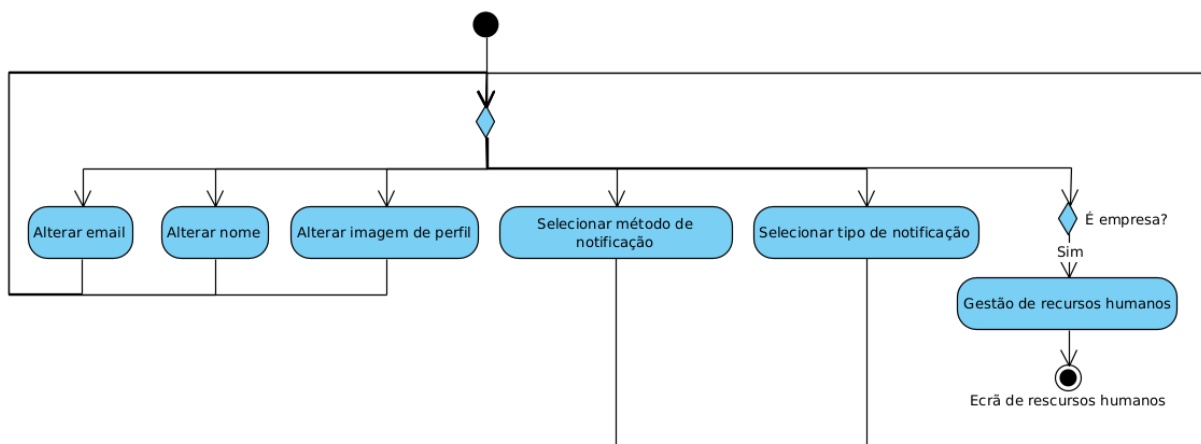 Alterar email
Alterar nome
Alterar imagem de perfil
Selecionar método de
notificação
Selecionar tipo de notificação
É empresa?
Sim
Gestão de recursos humanos
Ecrã de rescursos humanos